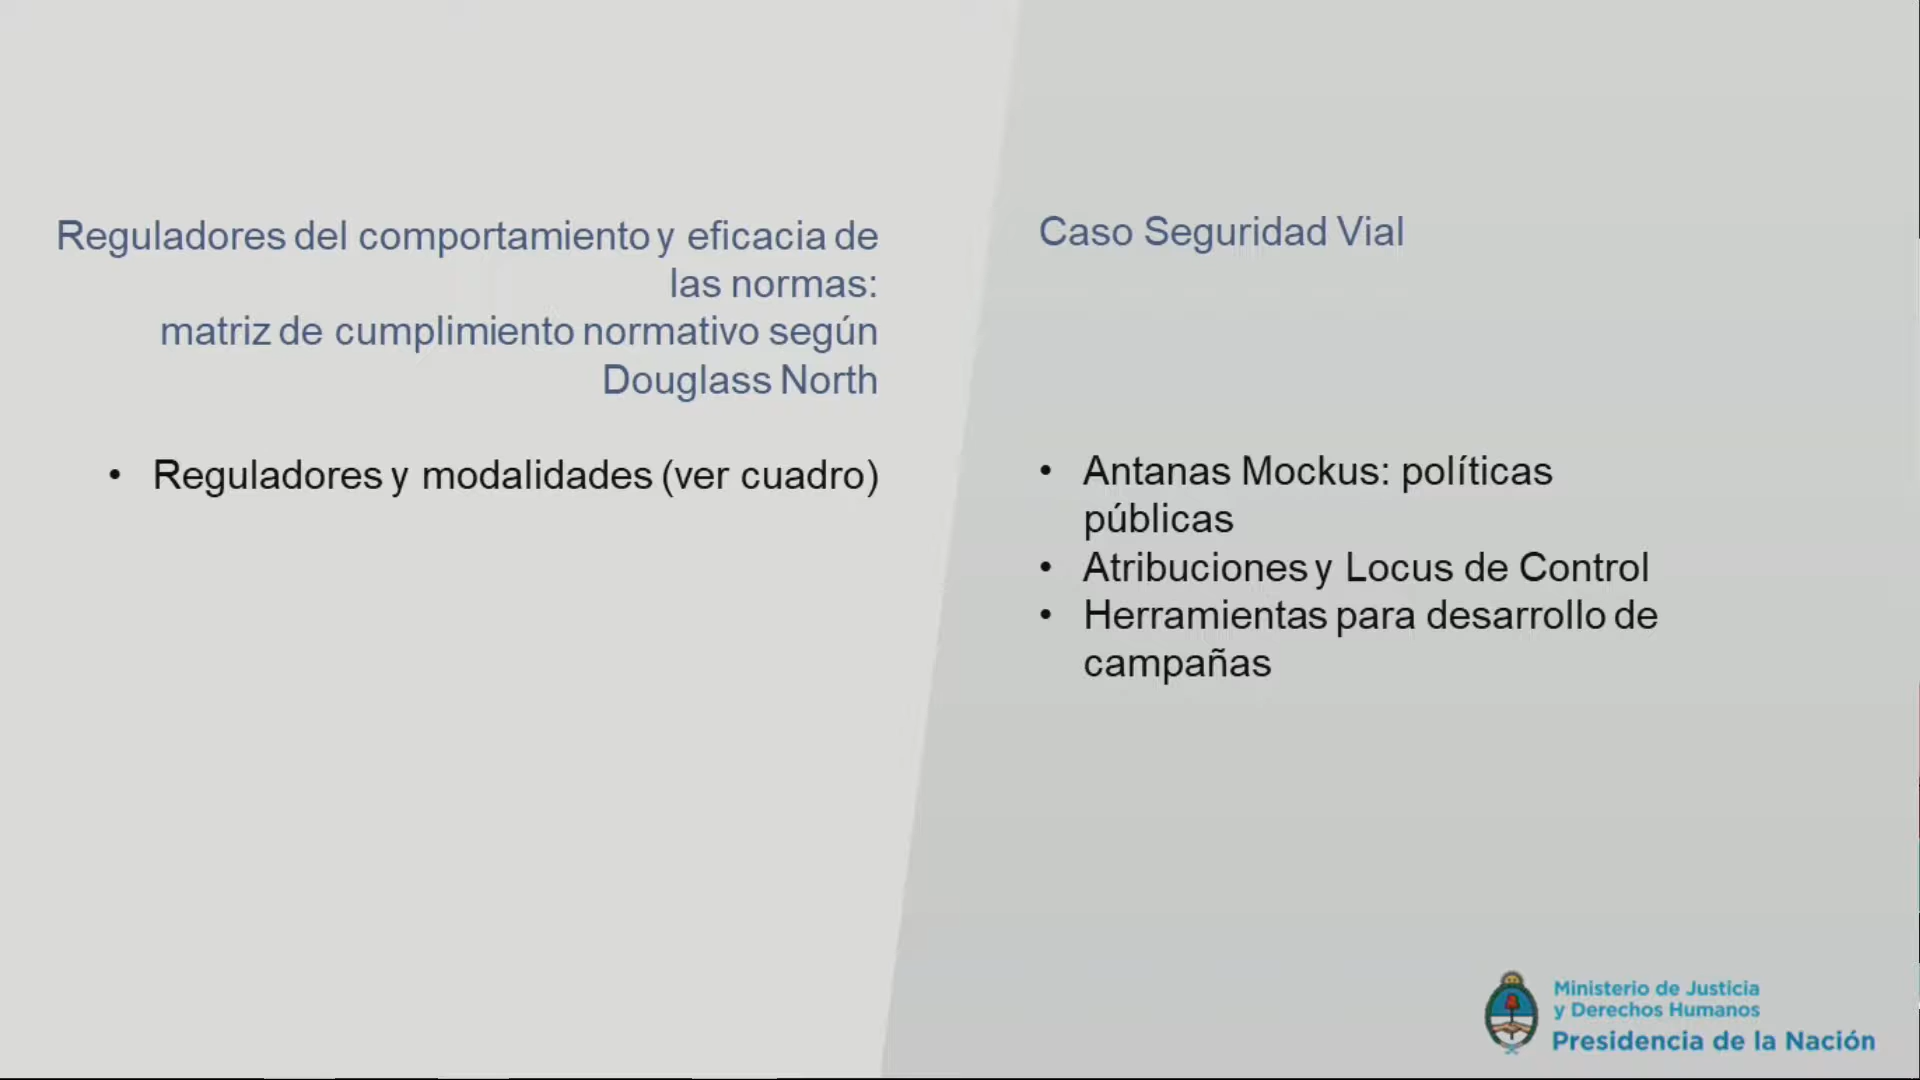 Reguladores del comportamiento y eficacia de
las normas:
matriz de cumplimiento normativo según
Douglass North
• Reguladores y modalidades (ver cuadro)
Caso Seguridad Vial
• Antanas Mockus: políticas
públicas
• Atribuciones y Locus de Control
• Herramientas para desarrollo de
campañas
Ministerio de Justicia
y Derechos Humanos
Presidencia de la Nación